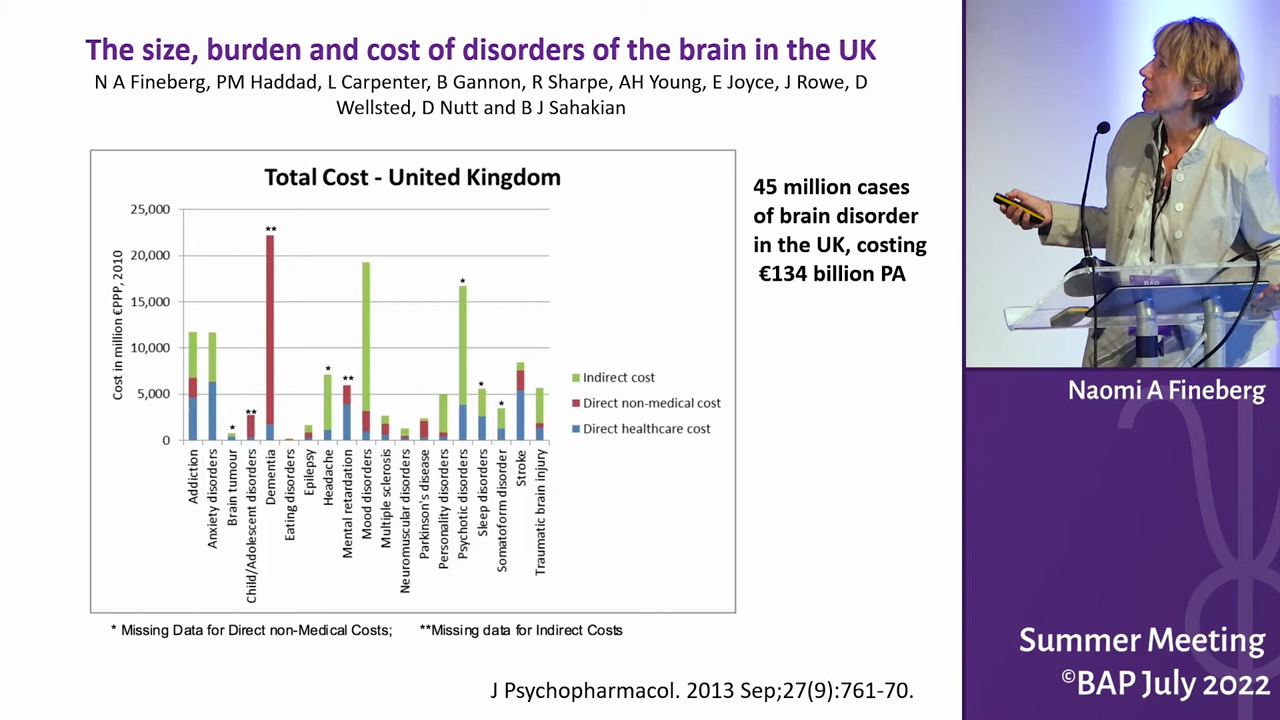 The size, burden and cost of disorders of the brain in the UK
N A Fineberg, PM Haddad, L Carpenter, B Gannon, R Sharpe, AH Young, E Joyce, J Rowe, D
Wellsted, D Nutt and B J Sahakian
Total Cost - United Kingdom
Cost in million €PPP, 2010
25,000
20,000
15,000
10,000
5,000
0
**
*
**
*
**
*
*
*
Addiction
Anxiety disorders
Brain tumour
Child/Adolescent disorders
Dementia
Eating disorders
Epilepsy
Headache
Mental retardation
Mood disorders
Multiple sclerosis
Neuromuscular disorders
Parkinson's disease
Personality disorders
Psychotic disorders
Sleep disorders
Somatoform disorder
Stroke
Traumatic brain injury
Indirect cost
Direct non-medical cost
Direct healthcare cost
45 million cases
of brain disorder
in the UK, costing
€134 billion PA
* Missing Data for Direct non-Medical Costs; **Missing data for Indirect Costs
J Psychopharmacol. 2013 Sep;27(9):761-70.
BAP
Naomi A Fineberg
Summer Meeting
©BAP July 2022